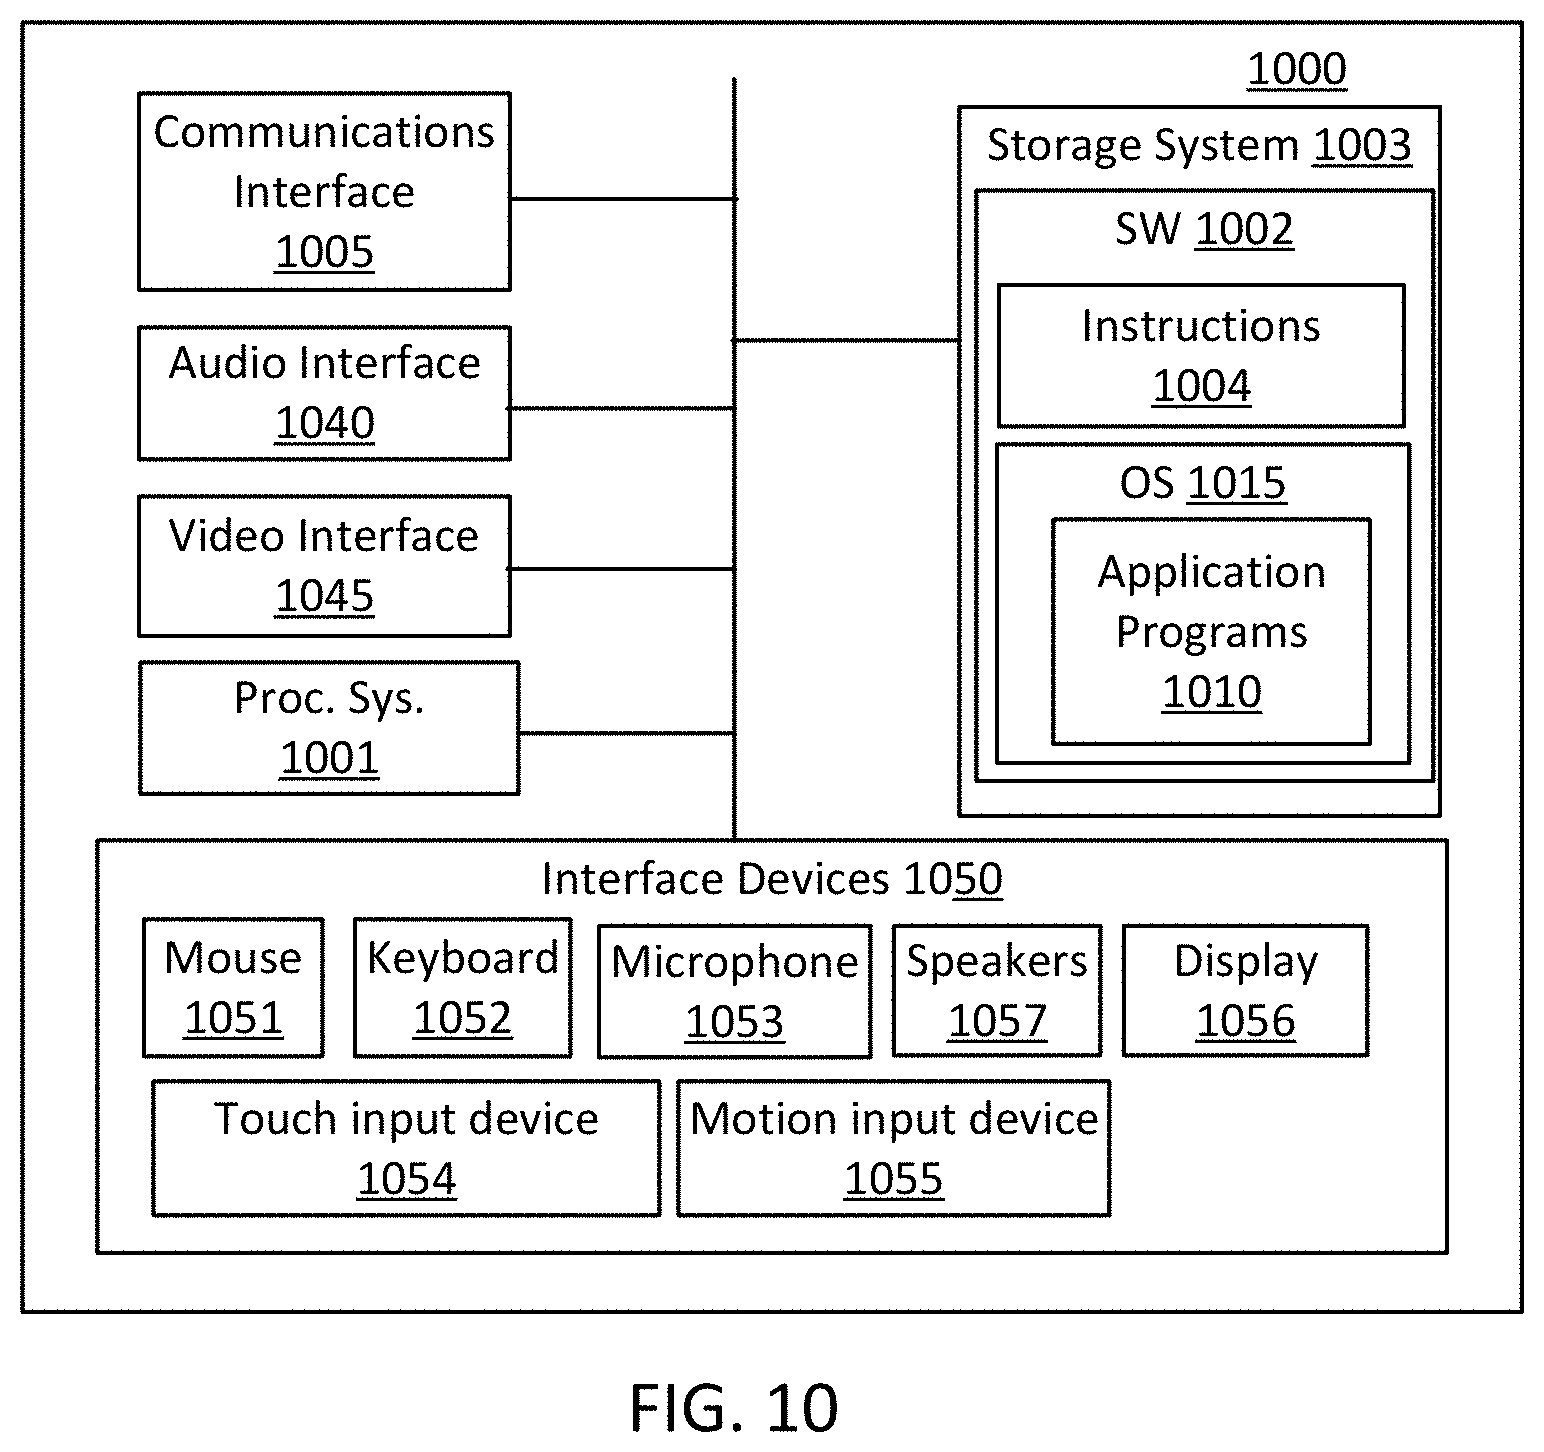 1000
Communications
Interface
1005
Audio Interface
1040
Video Interface
1045
Proc. Sys.
1001
Storage System 1003
SW 1002
Instructions
1004
OS 1015
Application
Programs
1010
Interface Devices 1050
Mouse
1051
Keyboard
1052
Microphone
1053
Speakers
1057
Display
1056
Touch input device
1054
Motion input device
1055
FIG. 10